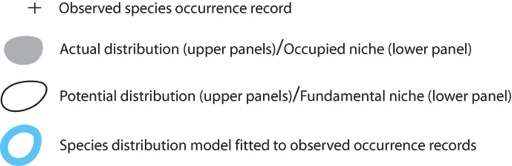 Observed species occurrence record
Actual distribution (upper panels)/Occupied niche (lower panel)
Potential distribution (upper panels)/Fundamental niche (lower panel)
Species distribution model fitted to observed occurrence records